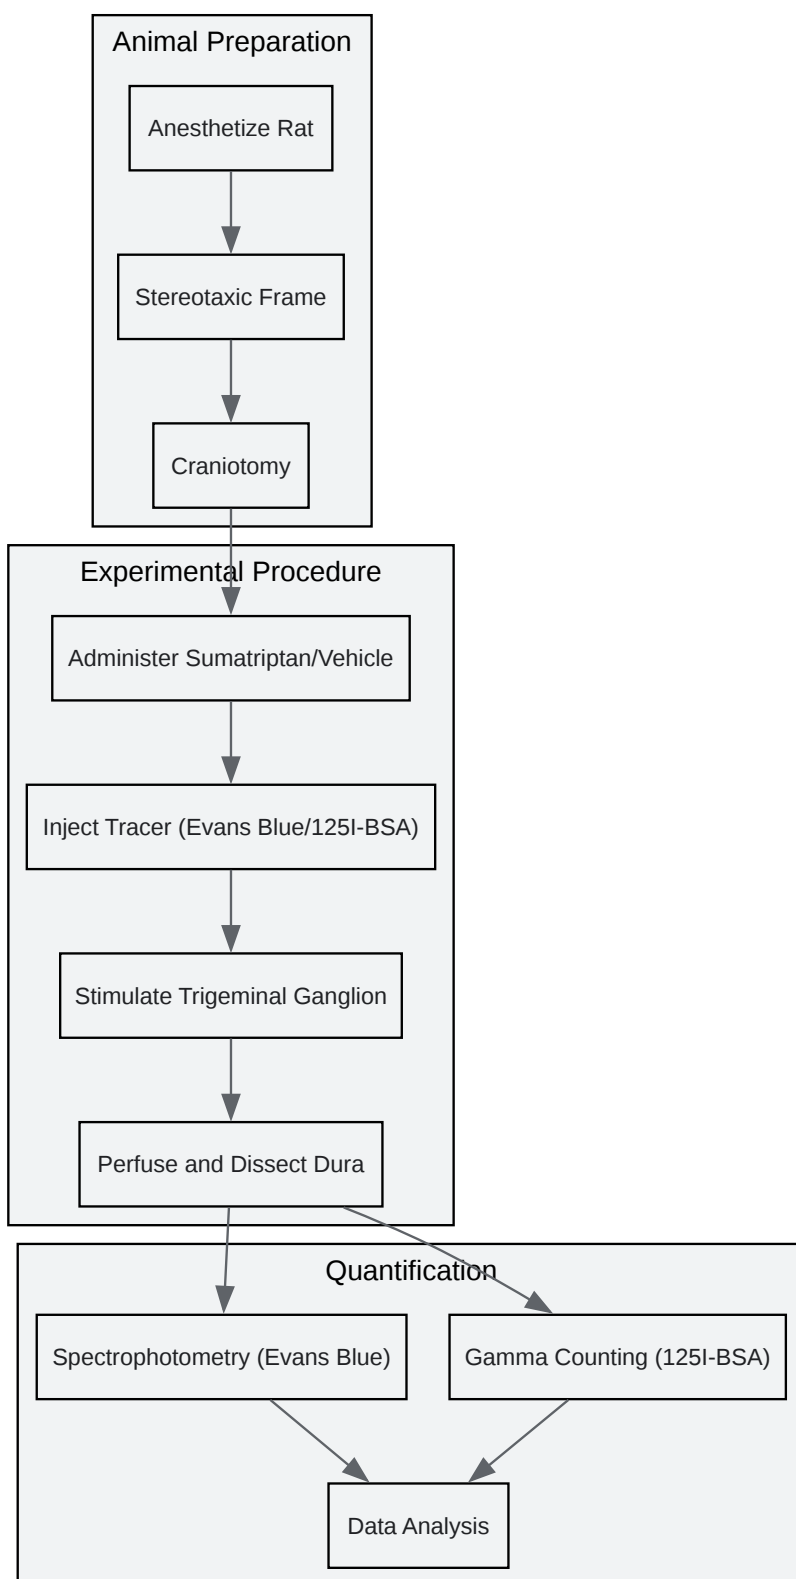 Animal Preparation
Anesthetize Rat
Stereotaxic Frame
Craniotomy
Experimental Procedure
Administer Sumatriptan/Vehicle
Inject Tracer (Evans Blue/125I-BSA)
Stimulate Trigeminal Ganglion
Perfuse and Dissect Dura
Quantification
Spectrophotometry (Evans Blue)
Gamma Counting (125I-BSA)
Data Analysis